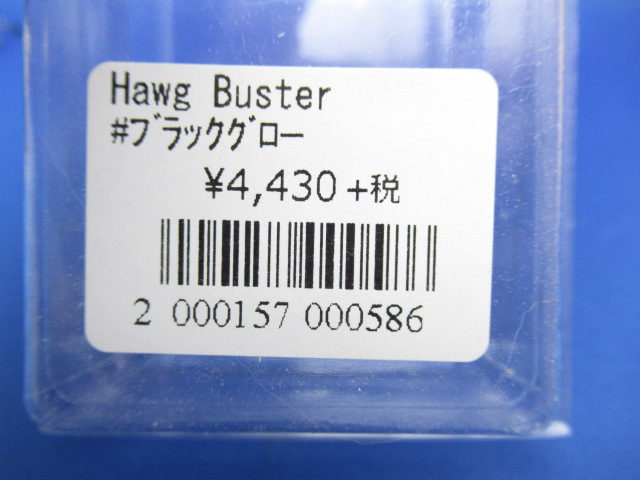 Hawg Buster
#ﾌﾞﾗｯｸｸﾞﾛｰ
¥4,430+税
2 000157 000586